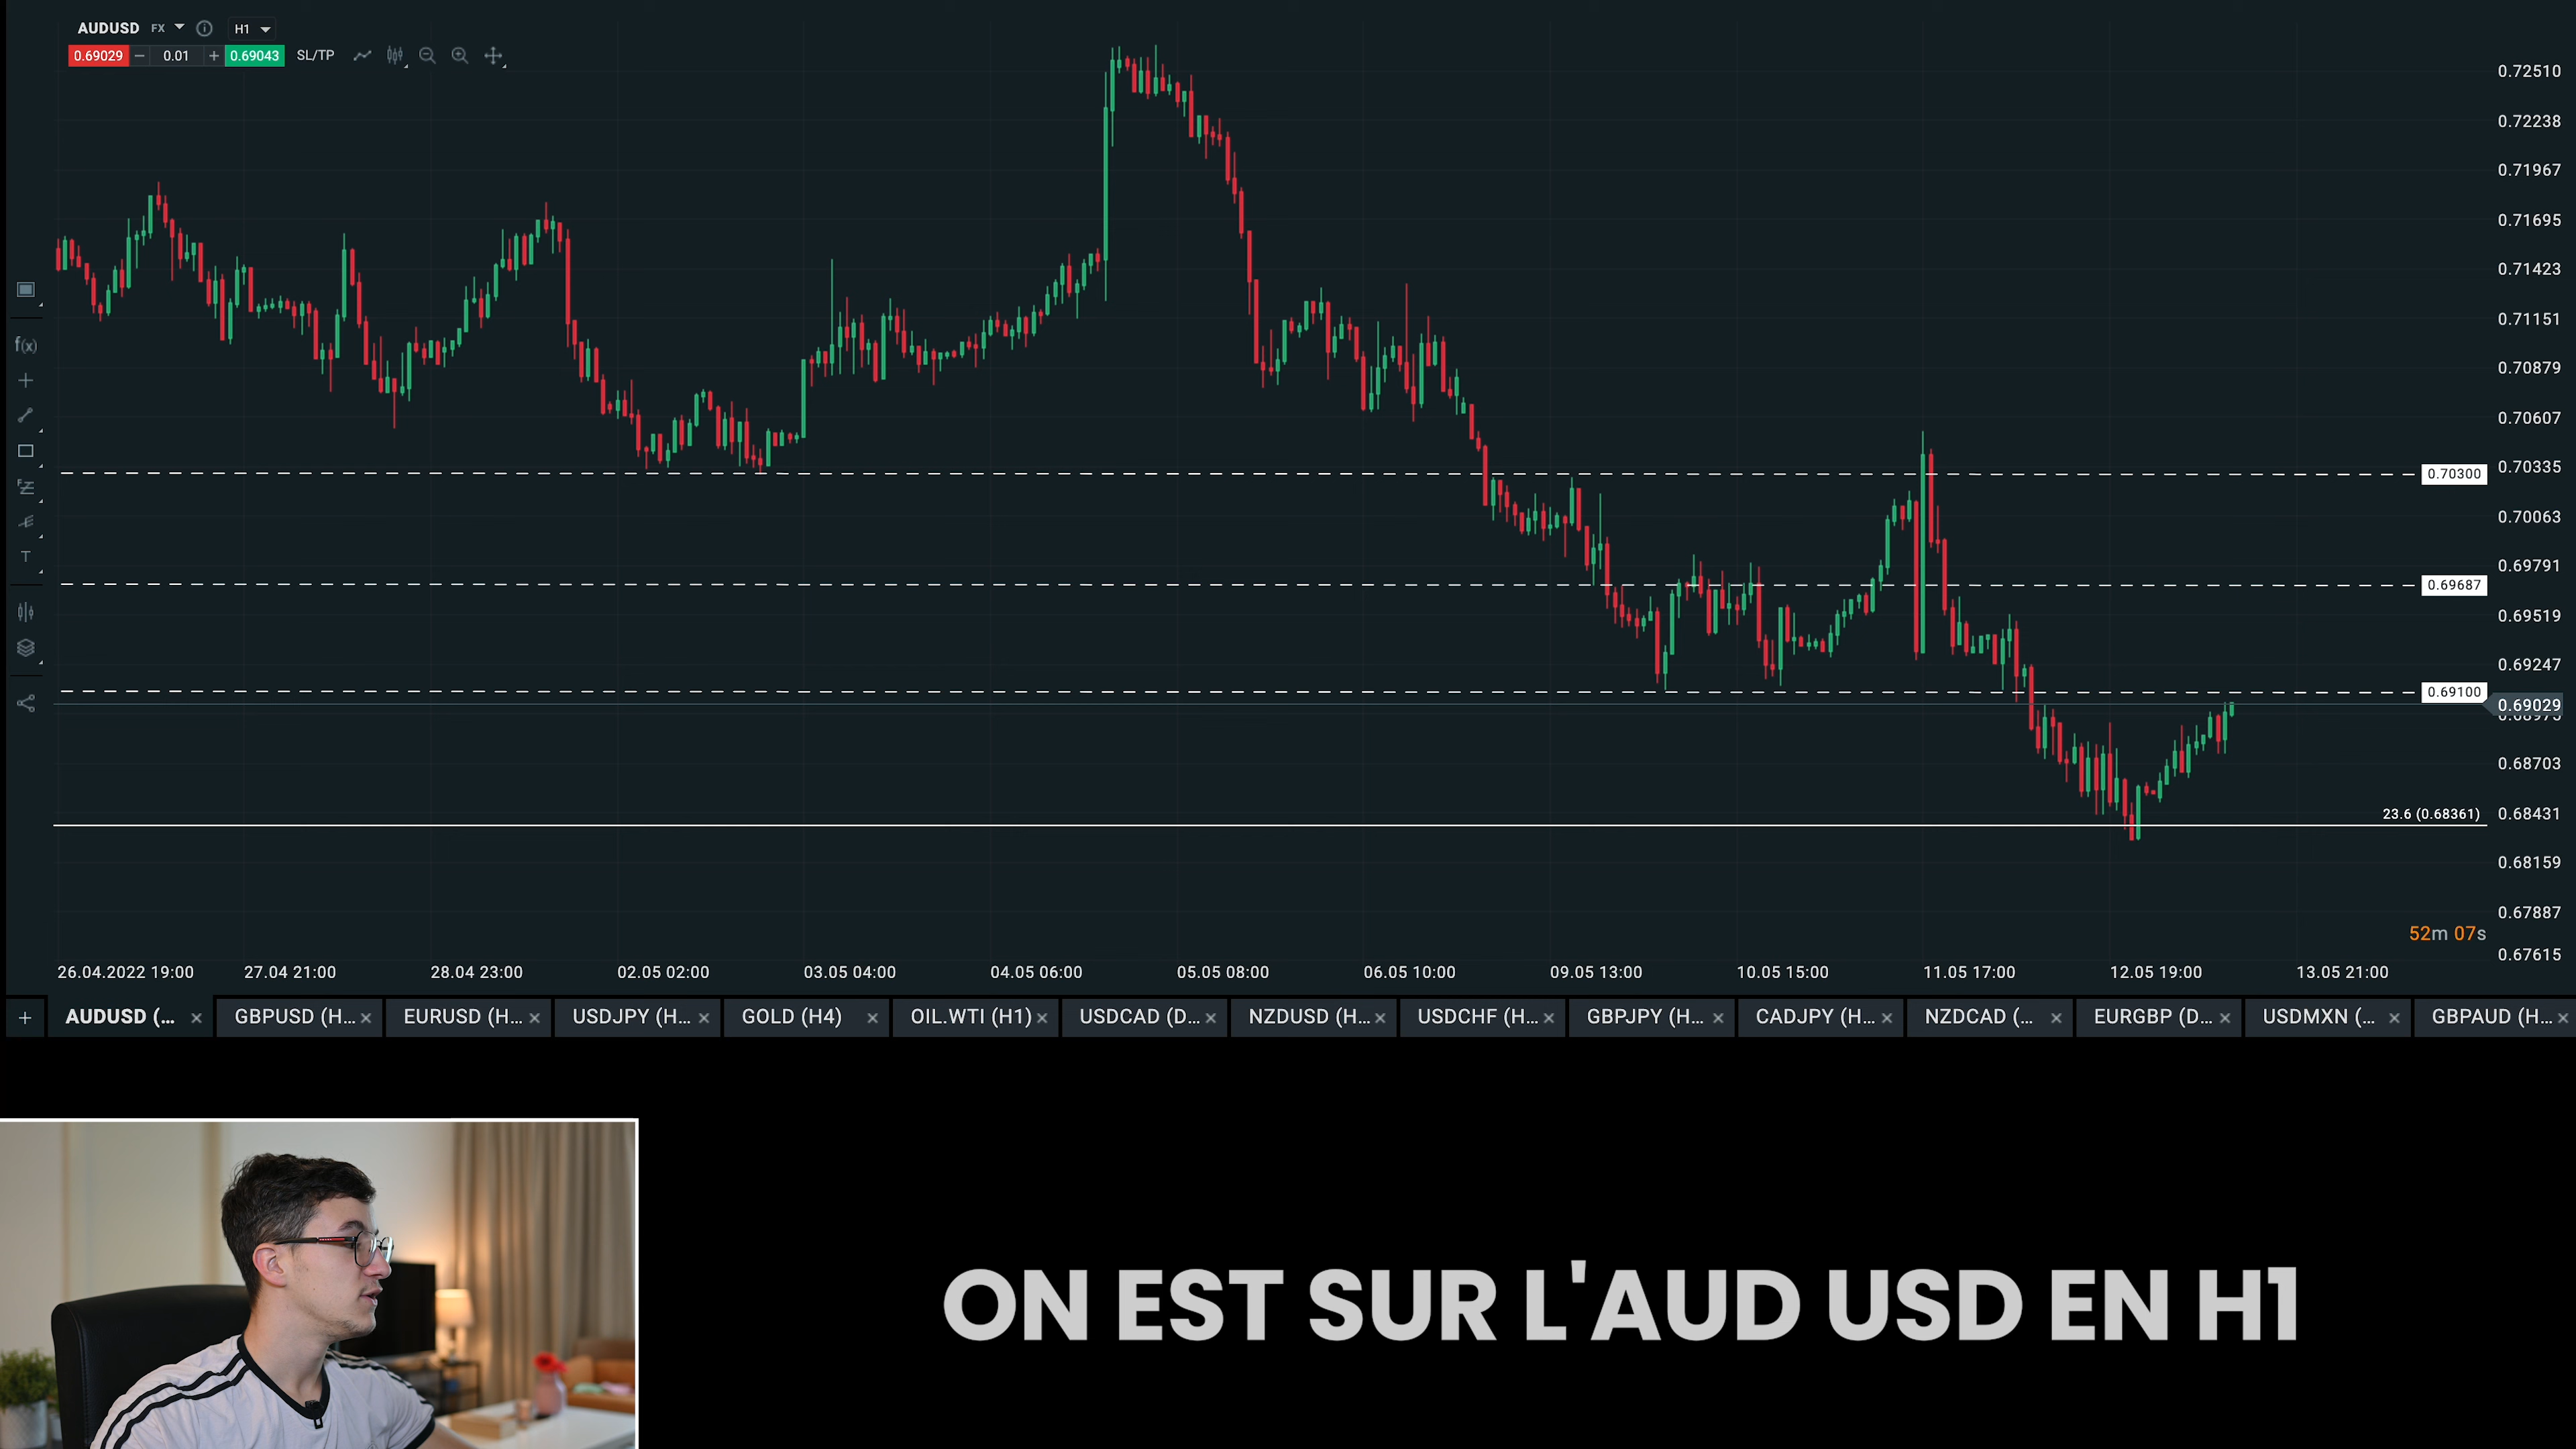 AUDUSD FX H1
0.69029 − 0.01 + 0.69043 SL/TP
0.72510
0.72238
0.71967
0.71695
0.71423
f(x)
0.71151
0.70879
0.70607
0.70335
0.70300
0.70063
T
0.69791
0.69687
0.69519
0.69247
0.69100
0.69029
0.68703
23.6 (0.68361)
0.68431
0.68159
0.67887
52m 07s
0.67615
26.04.2022 19:00 27.04 21:00 28.04 23:00 02.05 02:00 03.05 04:00 04.05 06:00 05.05 08:00 06.05 10:00 09.05 13:00 10.05 15:00 11.05 17:00 12.05 19:00 13.05 21:00
+ AUDUSD (... × GBPUSD (H... × EURUSD (H... × USDJPY (H... × GOLD (H4) × OIL.WTI (H1) × USDCAD (D... × NZDUSD (H... × USDCHF (H... × GBPJPY (H... × CADJPY (H... × NZDCAD (... × EURGBP (D... × USDMXN (... × GBPAUD (H... ×
ON EST SUR L'AUD USD EN H1